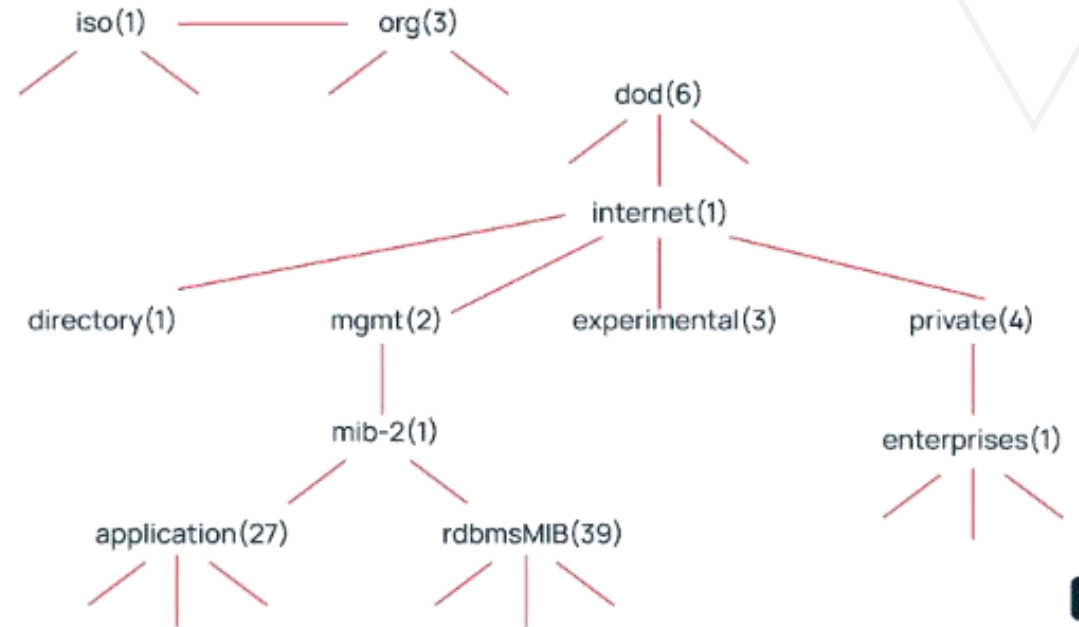 iso(1) org(3)
dod(6)
internet(1)
directory(1) mgmt(2) experimental(3) private(4)
mib-2(1) enterprises(1)
application(27) rdbmsMIB(39)